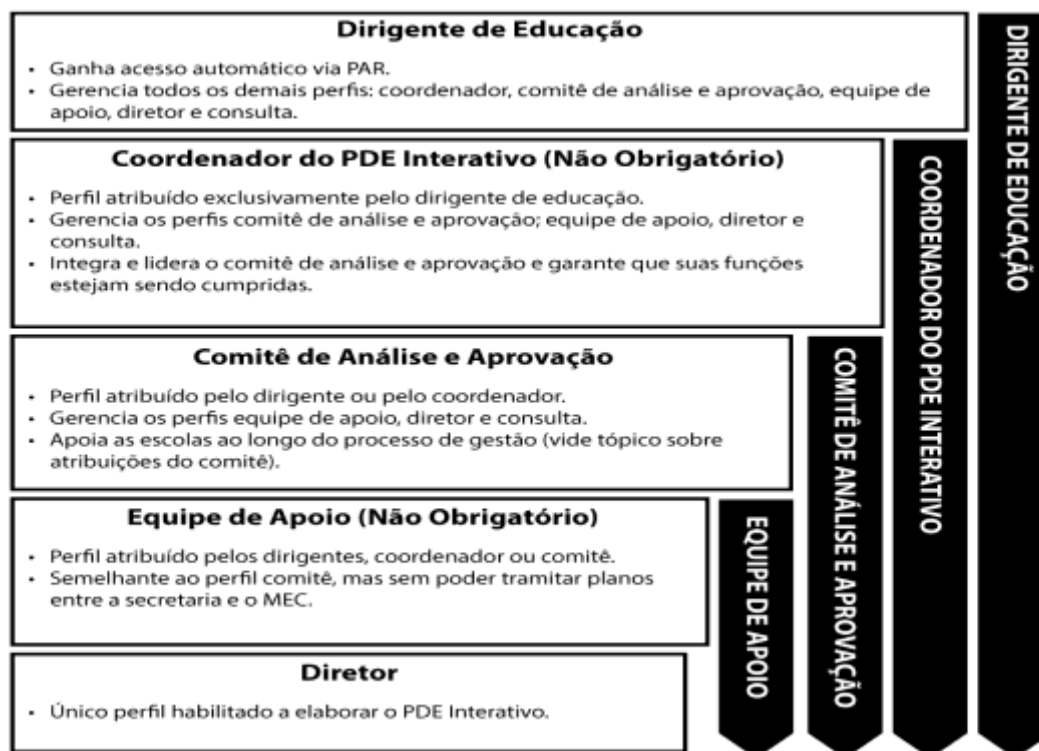 Dirigente de Educação
• Ganha acesso automático via PAR.
• Gerencia todos os demais perfis: coordenador, comitê de análise e aprovação, equipe de
apoio, diretor e consulta.
Coordenador do PDE Interativo (Não Obrigatório)
• Perfil atribuído exclusivamente pelo dirigente de educação.
• Gerencia os perfis comitê de análise e aprovação; equipe de apoio, diretor e
consulta.
• Integra e lidera o comitê de análise e aprovação e garante que suas funções
estejam sendo cumpridas.
Comitê de Análise e Aprovação
• Perfil atribuído pelo dirigente ou pelo coordenador.
• Gerencia os perfis equipe de apoio, diretor e consulta.
• Apoia as escolas ao longo do processo de gestão (vide tópico sobre
atribuições do comitê).
Equipe de Apoio (Não Obrigatório)
• Perfil atribuído pelos dirigentes, coordenador ou comitê.
• Semelhante ao perfil comitê, mas sem poder tramitar planos
entre a secretaria e o MEC.
Diretor
• Único perfil habilitado a elaborar o PDE Interativo.
EQUIPE DE APOIO
COMITÊ DE ANÁLISE E APROVAÇÃO
COORDENADOR DO PDE INTERATIVO
DIRIGENTE DE EDUCAÇÃO